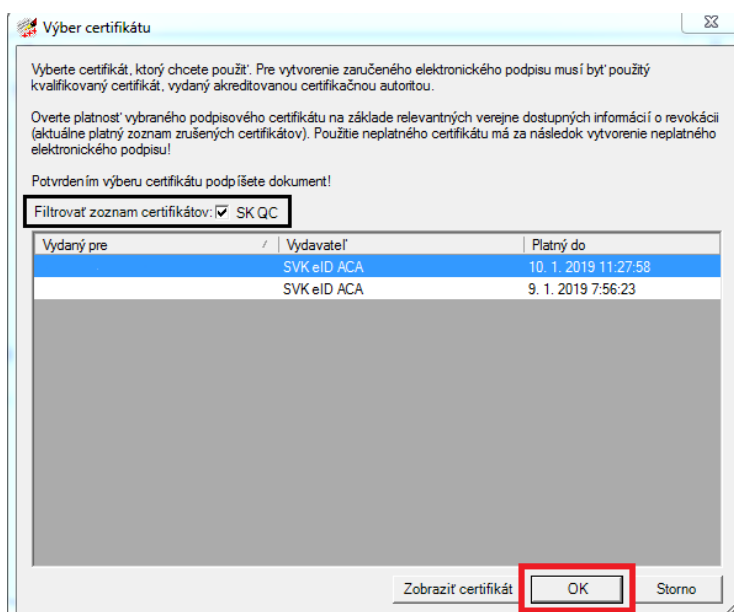 Výber certifikátu
Vyberte certifikát, ktorý chcete použiť. Pre vytvorenie zaručeného elektronického podpisu musí byť použitý
kvalifikovaný certifikát, vydaný akreditovanou certifikačnou autoritou.
Overte platnosť vybraného podpisového certifikátu na základe relevantných verejne dostupných informácií o revokácii
(aktuálne platný zoznam zrušených certifikátov). Použitie neplatného certifikátu má za následok vytvorenie neplatného
elektronického podpisu!
Potvrdením výberu certifikátu podpíšete dokument!
Filtrovať zoznam certifikátov: SK QC
Vydaný pre / Vydavateľ Platný do
SVK eID ACA 10. 1. 2019 11:27:58
SVK eID ACA 9. 1. 2019 7:56:23
Zobraziť certifikát OK Storno